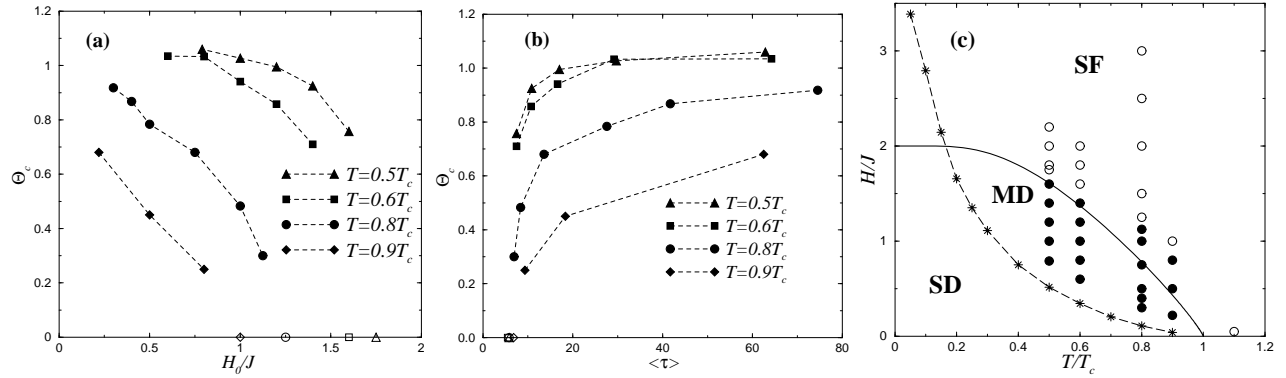 (a)
1.2
1
0.8
0.6
0.4
0.2
0
Θc
T=0.5Tc
T=0.6Tc
T=0.8Tc
T=0.9Tc
0 0.5 1 1.5 2
H0/J
(b)
1.2
1.0
0.8
0.6
0.4
0.2
0.0
Θc
T=0.5Tc
T=0.6Tc
T=0.8Tc
T=0.9Tc
0 20 40 60 80
<τ>
(c)
SF
MD
SD
3
2
1
0
H/J
0 0.2 0.4 0.6 0.8 1 1.2
T/Tc